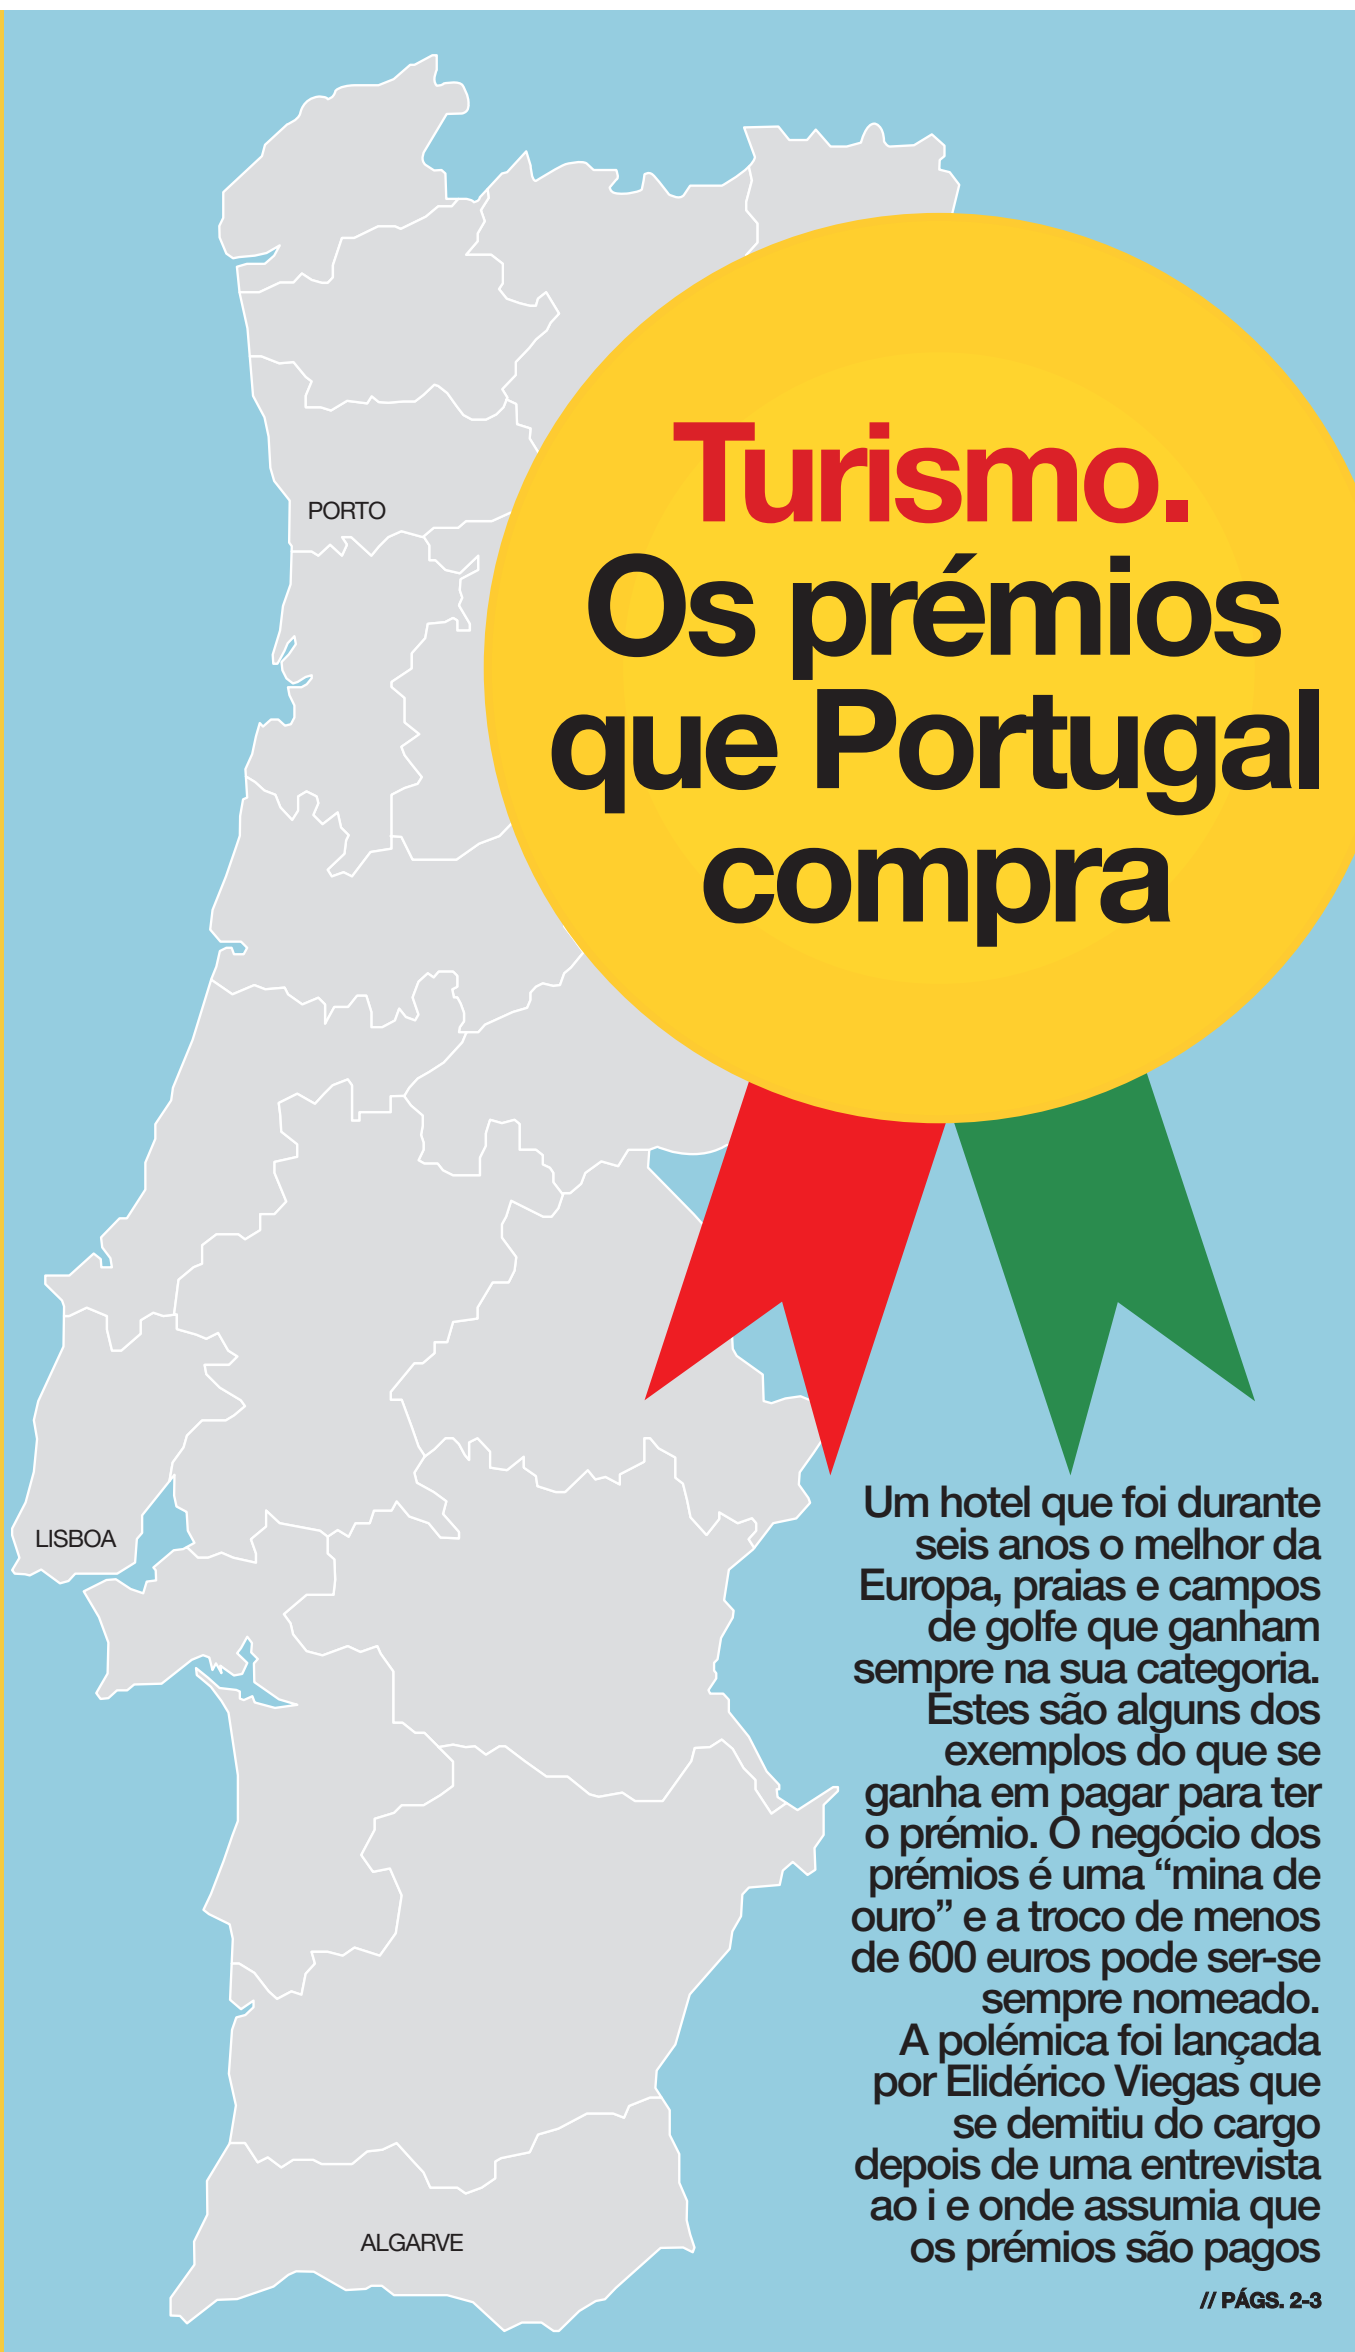 Turismo.
Os prémios
que Portugal
compra
PORTO
LISBOA
ALGARVE
Um hotel que foi durante
seis anos o melhor da
Europa, praias e campos
de golfe que ganham
sempre na sua categoria.
Estes são alguns dos
exemplos do que se
ganha em pagar para ter
o prémio. O negócio dos
prémios é uma “mina de
ouro” e a troco de menos
de 600 euros pode ser-se
sempre nomeado.
A polémica foi lançada
por Elidérico Viegas que
se demitiu do cargo
depois de uma entrevista
ao i e onde assumia que
os prémios são pagos
// PÁGS. 2-3